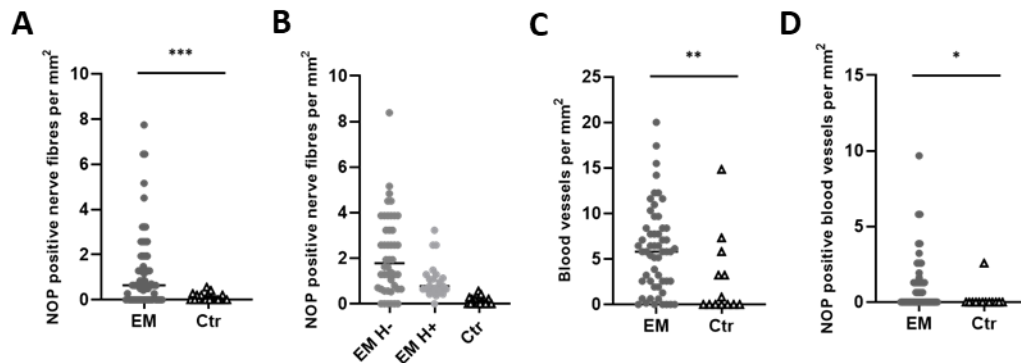 A
NOP positive nerve fibres per mm²
10
8
6
4
2
0
***
EM
Ctr
B
NOP positive nerve fibres per mm²
10
8
6
4
2
0
EM H-
EM H+
Ctr
C
Blood vessels per mm²
25
20
15
10
5
0
**
EM
Ctr
D
NOP positive blood vessels per mm²
15
10
5
0
*
EM
Ctr